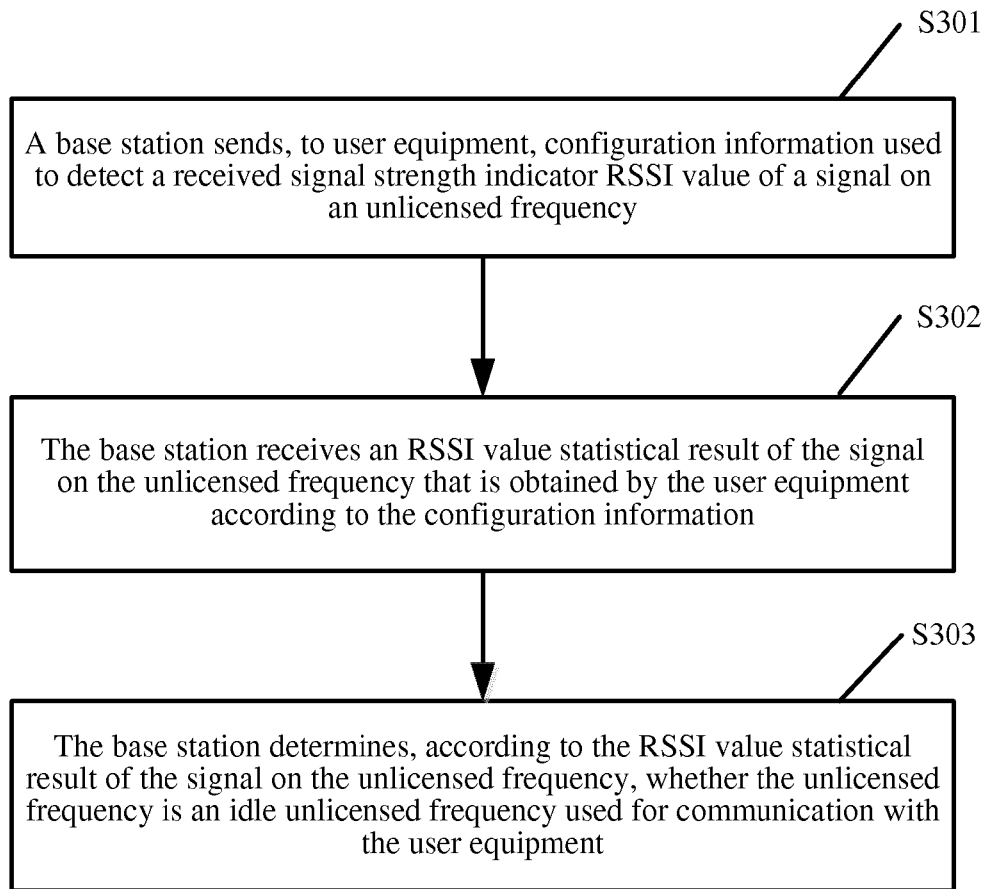 S301
A base station sends, to user equipment, configuration information used
to detect a received signal strength indicator RSSI value of a signal on
an unlicensed frequency
S302
The base station receives an RSSI value statistical result of the signal
on the unlicensed frequency that is obtained by the user equipment
according to the configuration information
S303
The base station determines, according to the RSSI value statistical
result of the signal on the unlicensed frequency, whether the unlicensed
frequency is an idle unlicensed frequency used for communication with
the user equipment